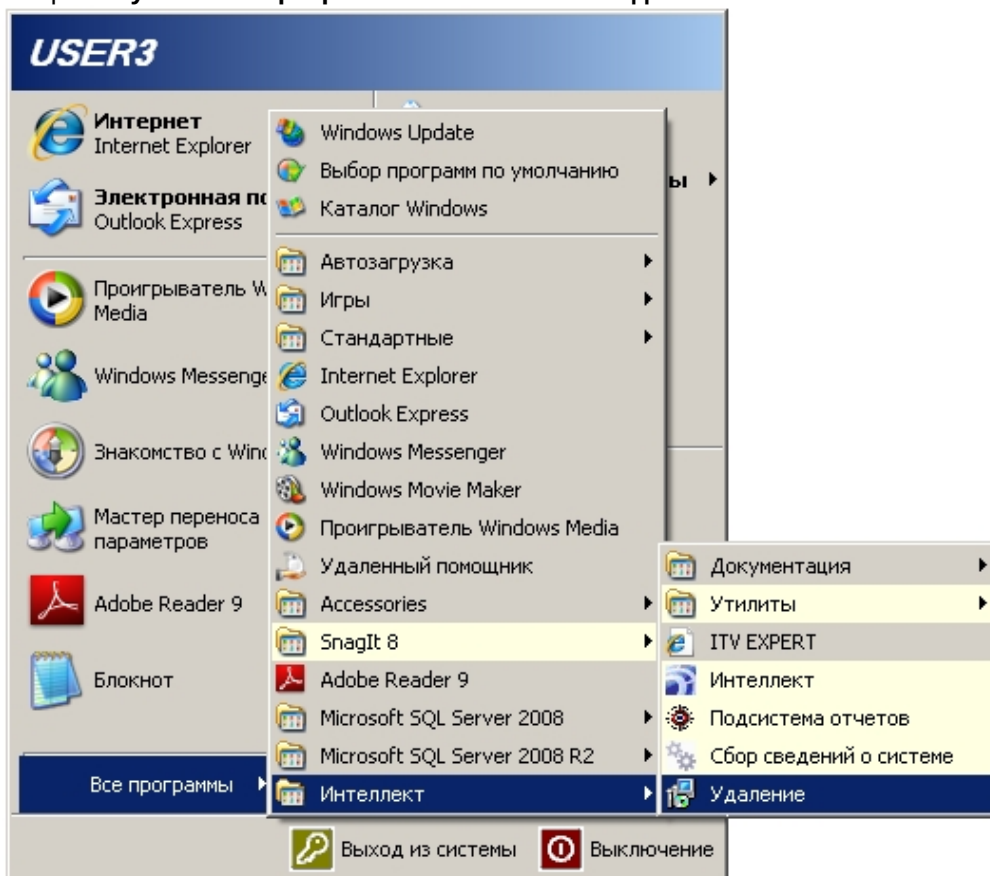 USER3
Интернет
Internet Explorer
Электронная по
Outlook Express
Проигрыватель W
Media
Windows Messenge
Знакомство с Wind
Мастер переноса
параметров
Adobe Reader 9
Блокнот
Все программы
ы
Windows Update
Выбор программ по умолчанию
Каталог Windows
Автозагрузка
Игры
Стандартные
Internet Explorer
Outlook Express
Windows Messenger
Windows Movie Maker
Проигрыватель Windows Media
Удаленный помощник
Accessories
SnagIt 8
Adobe Reader 9
Microsoft SQL Server 2008
Microsoft SQL Server 2008 R2
Интеллект
Документация
Утилиты
ITV EXPERT
Интеллект
Подсистема отчетов
Сбор сведений о системе
Удаление
Выход из системы
Выключение